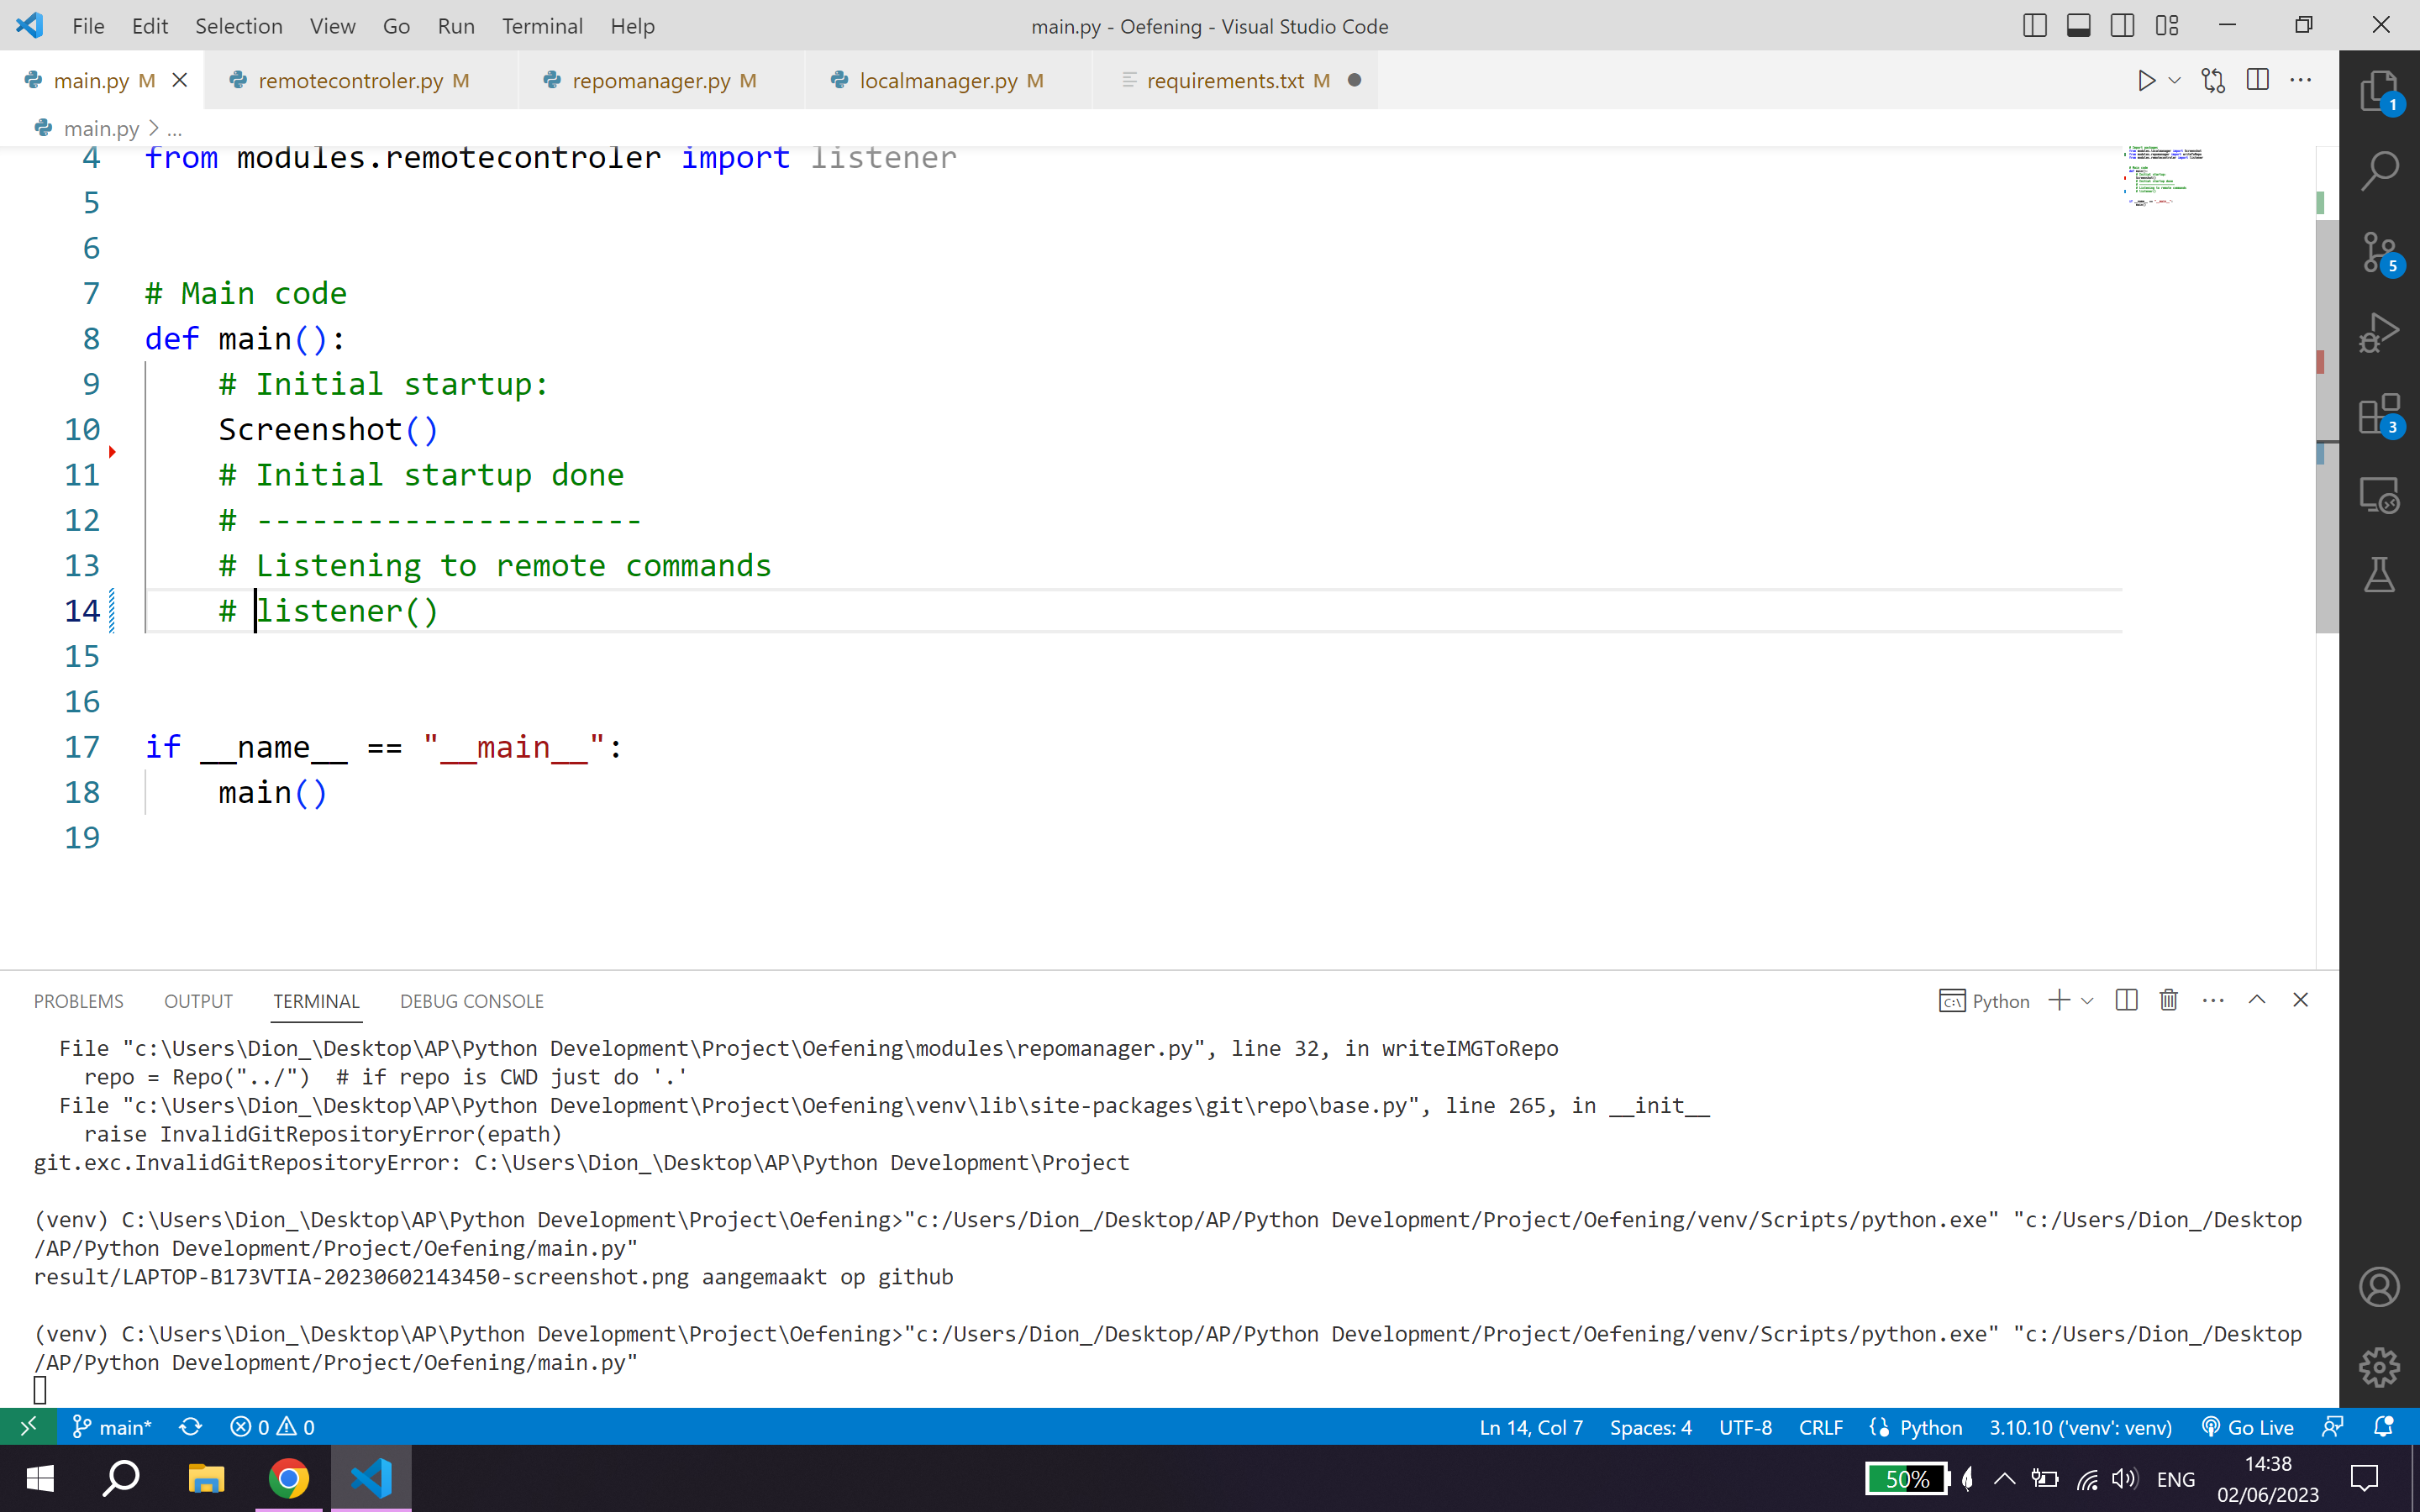 File Edit Selection View Go Run Terminal Help main.py - Oefening - Visual Studio Code
main.py M remotecontroler.py M repomanager.py M localmanager.py M requirements.txt M
main.py > ...
1
4 from modules.remotecontroler import listener
5
6
7 # Main code
5
8 def main():
9 # Initial startup:
10 Screenshot()
3
11 # Initial startup done
12 # ---------------------
13 # Listening to remote commands
14 # listener()
15
16
17 if __name__ == "__main__":
18 main()
19
PROBLEMS OUTPUT TERMINAL DEBUG CONSOLE Python
File "c:\Users\Dion_\Desktop\AP\Python Development\Project\Oefening\modules\repomanager.py", line 32, in writeIMGToRepo
repo = Repo("../") # if repo is CWD just do '.'
File "c:\Users\Dion_\Desktop\AP\Python Development\Project\Oefening\venv\lib\site-packages\git\repo\base.py", line 265, in __init__
raise InvalidGitRepositoryError(epath)
git.exc.InvalidGitRepositoryError: C:\Users\Dion_\Desktop\AP\Python Development\Project
(venv) C:\Users\Dion_\Desktop\AP\Python Development\Project\Oefening>"c:/Users/Dion_/Desktop/AP/Python Development/Project/Oefening/venv/Scripts/python.exe" "c:/Users/Dion_/Desktop
/AP/Python Development/Project/Oefening/main.py"
result/LAPTOP-B173VTIA-20230602143450-screenshot.png aangemaakt op github
(venv) C:\Users\Dion_\Desktop\AP\Python Development\Project\Oefening>"c:/Users/Dion_/Desktop/AP/Python Development/Project/Oefening/venv/Scripts/python.exe" "c:/Users/Dion_/Desktop
/AP/Python Development/Project/Oefening/main.py"
main* 0 0 Ln 14, Col 7 Spaces: 4 UTF-8 CRLF Python 3.10.10 ('venv': venv) Go Live
50% ENG 14:38
02/06/2023